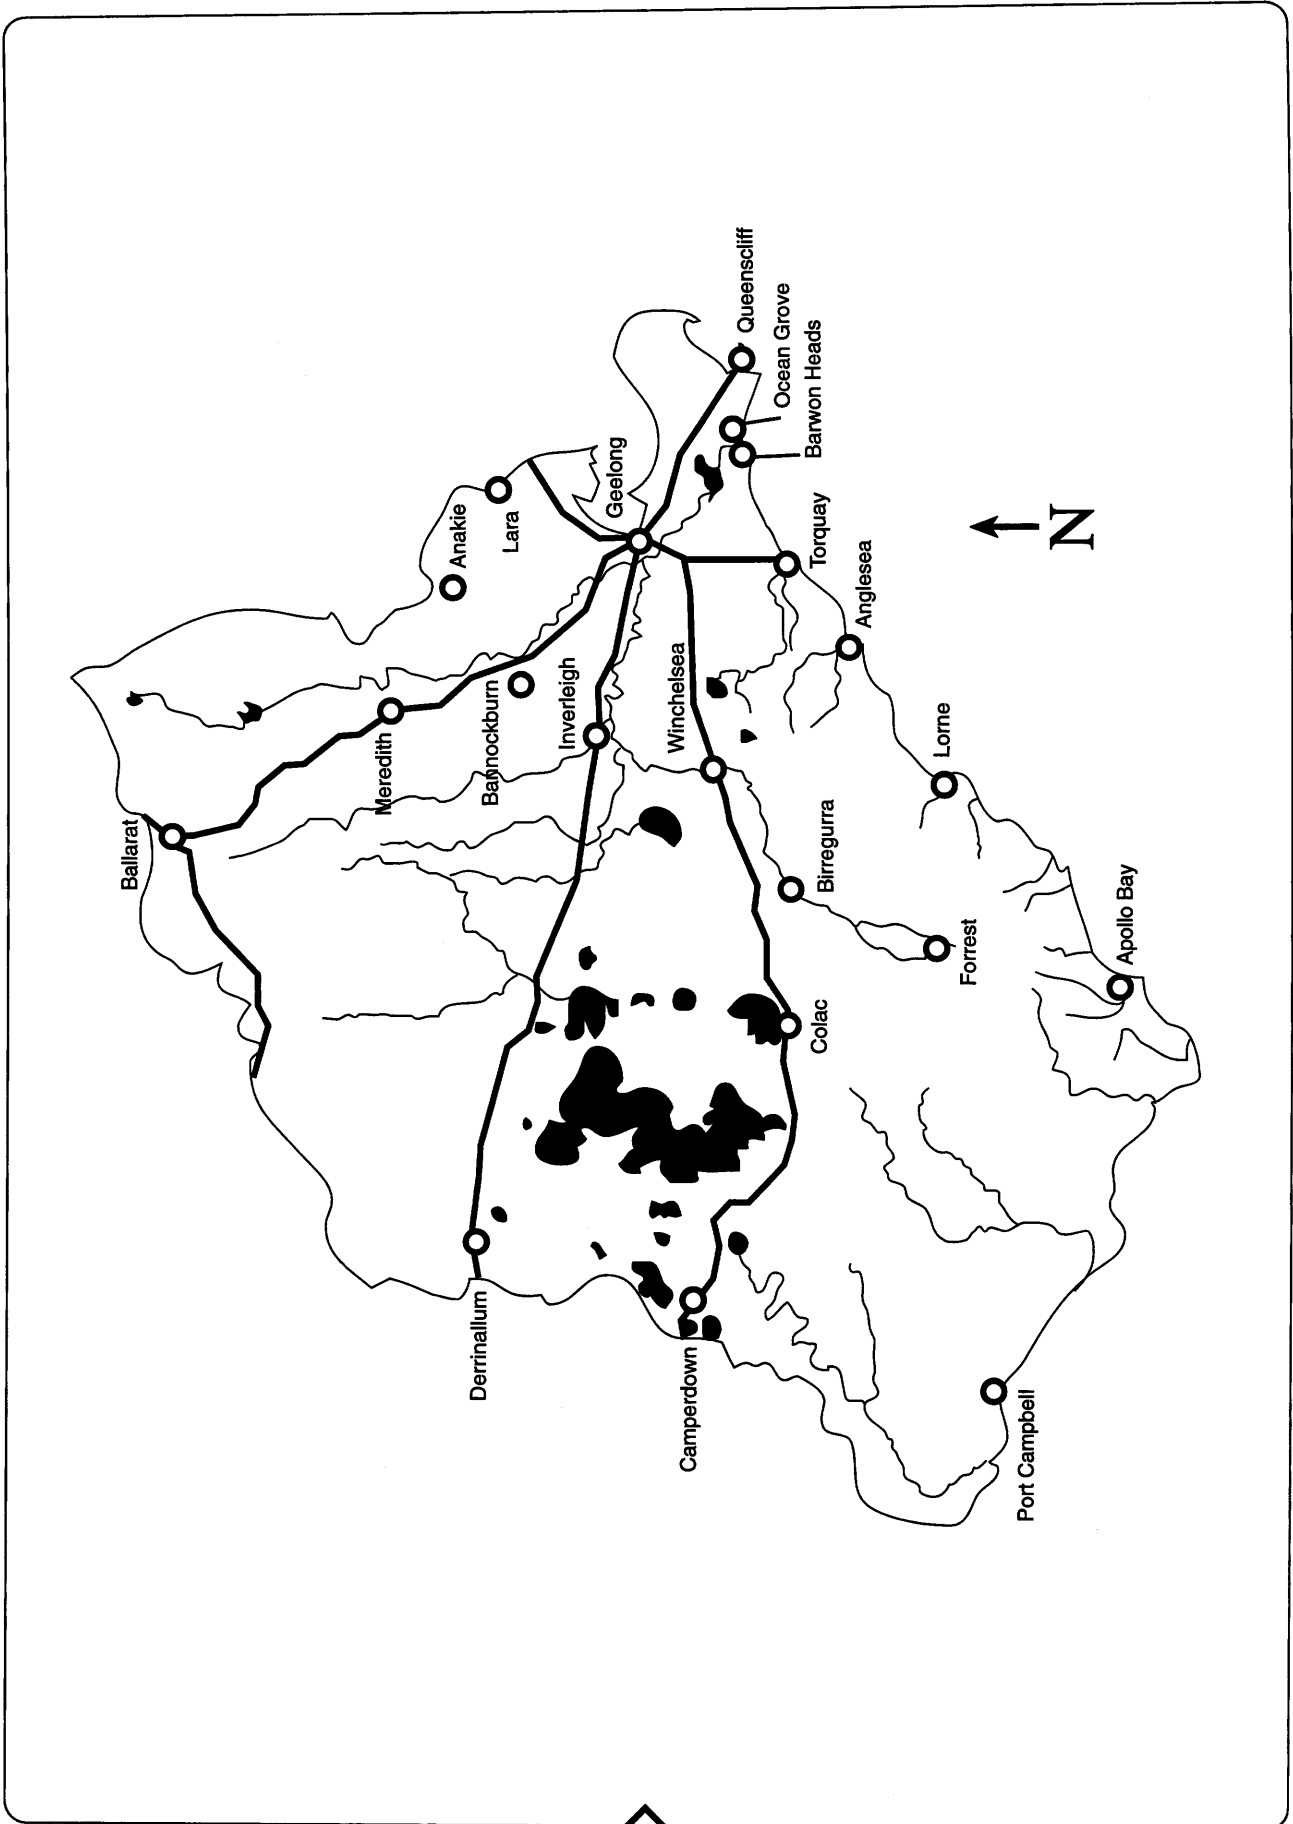 Ballarat
Anakie
Lara
Meredith
Bannockburn
Geelong
Inverleigh
Queenscliff
Ocean Grove
Barwon Heads
Winchelsea
Torquay
Derrinallum
Birregurra
Anglesea
Colac
Camperdown
Lorne
Forrest
Port Campbell
Apollo Bay
N